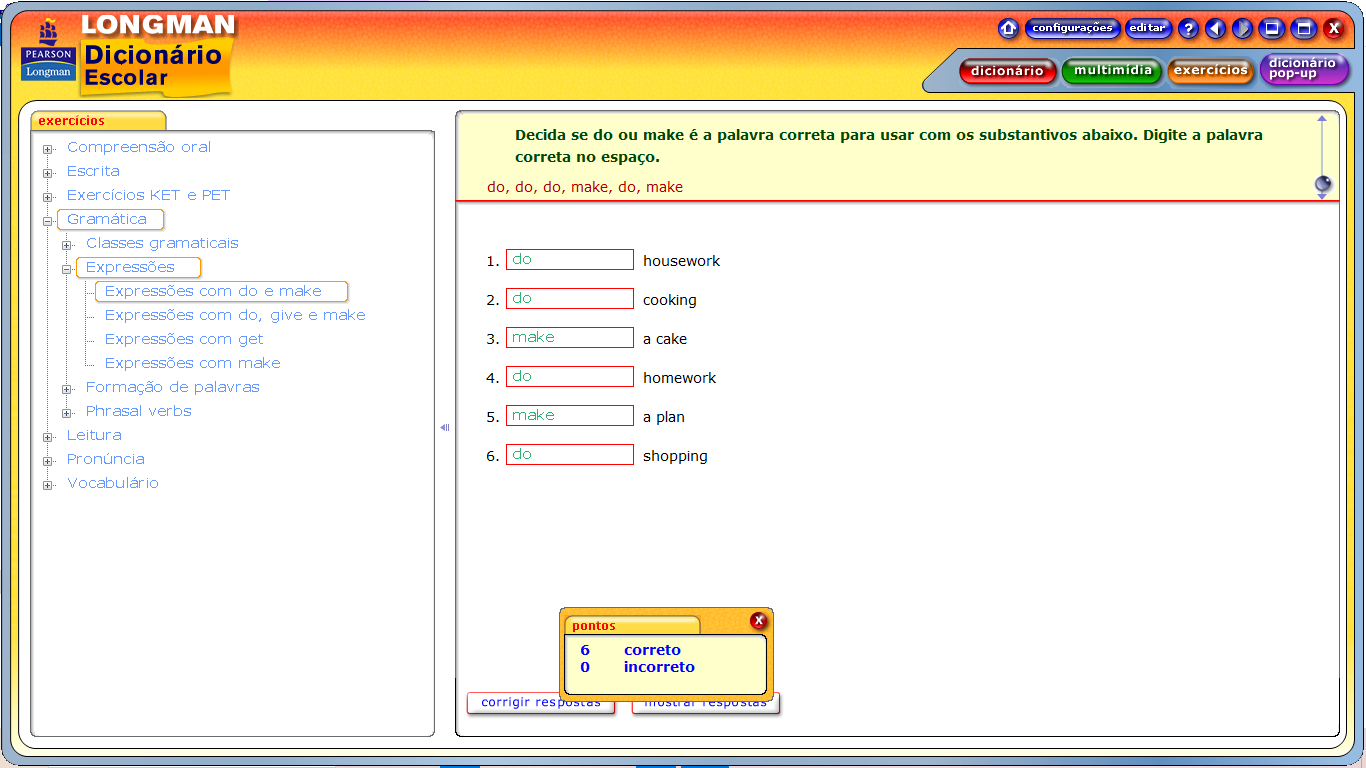 LONGMAN
PEARSON
Longman
Dicionário
Escolar
configurações
editar
?
X
dicionário
multimídia
exercícios
dicionário
pop-up
exercícios
Compreensão oral
Escrita
Exercícios KET e PET
Gramática
Classes gramaticais
Expressões
Expressões com do e make
Expressões com do, give e make
Expressões com get
Expressões com make
Formação de palavras
Phrasal verbs
Leitura
Pronúncia
Vocabulário
Decida se do ou make é a palavra correta para usar com os substantivos abaixo. Digite a palavra
correta no espaço.
do, do, do, make, do, make
1. do housework
2. do cooking
3. make a cake
4. do homework
5. make a plan
6. do shopping
pontos
X
6 correto
0 incorreto
corrigir respostas
mostrar respostas